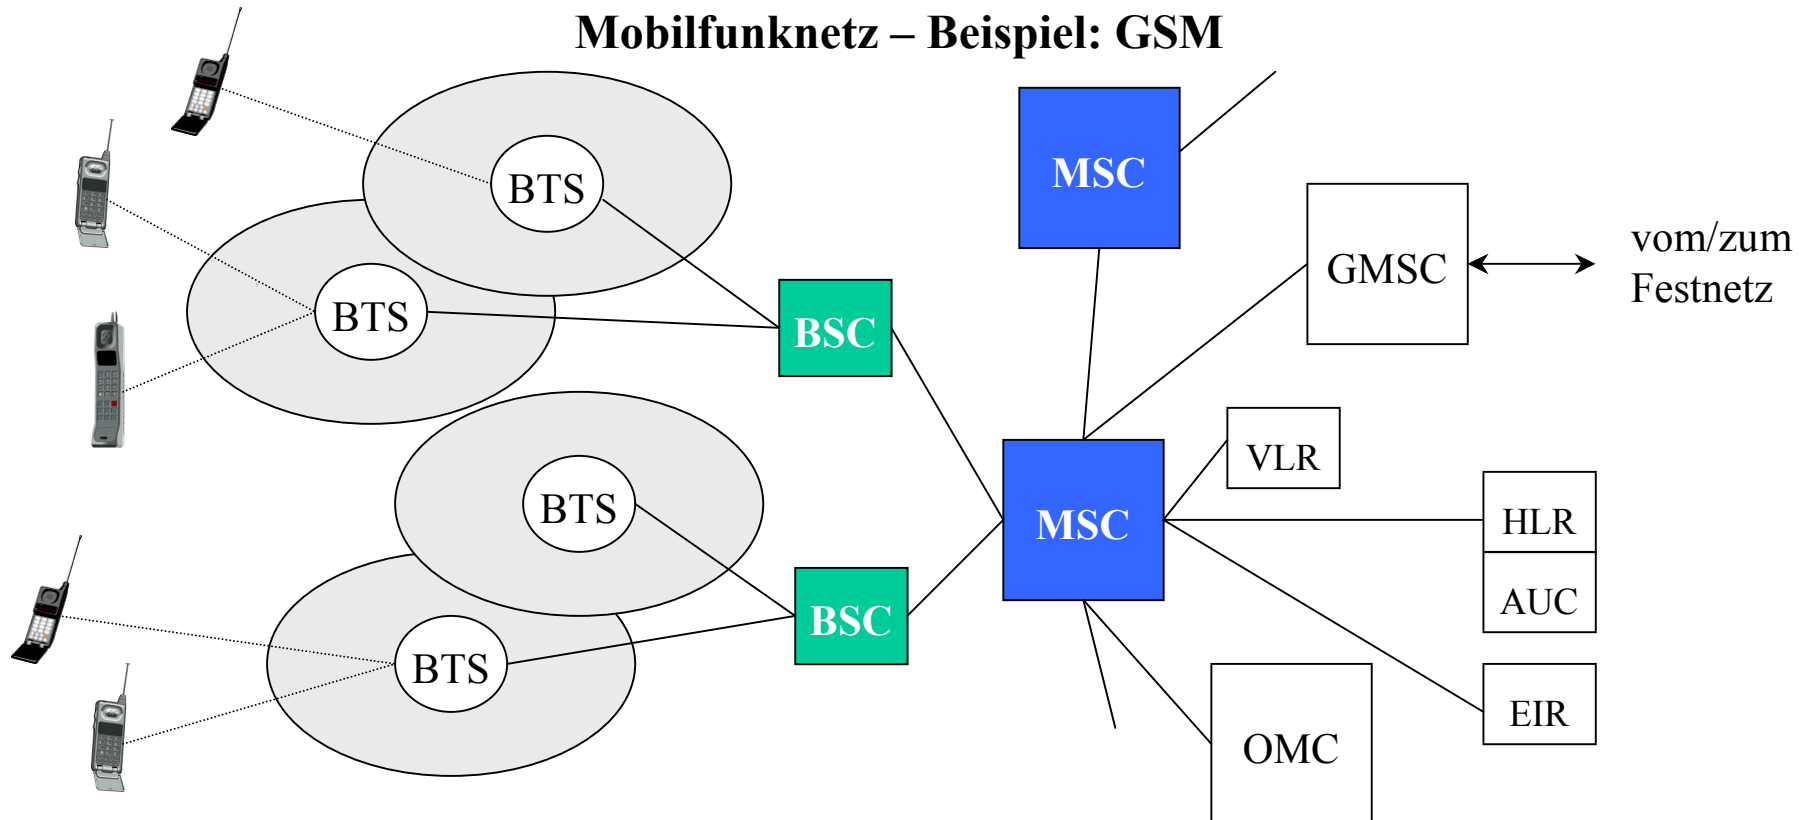 Mobilfunknetz – Beispiel: GSM
BTS
MSC
GMSC
vom/zum
Festnetz
BTS
BSC
VLR
BTS
MSC
HLR
AUC
BSC
BTS
EIR
OMC